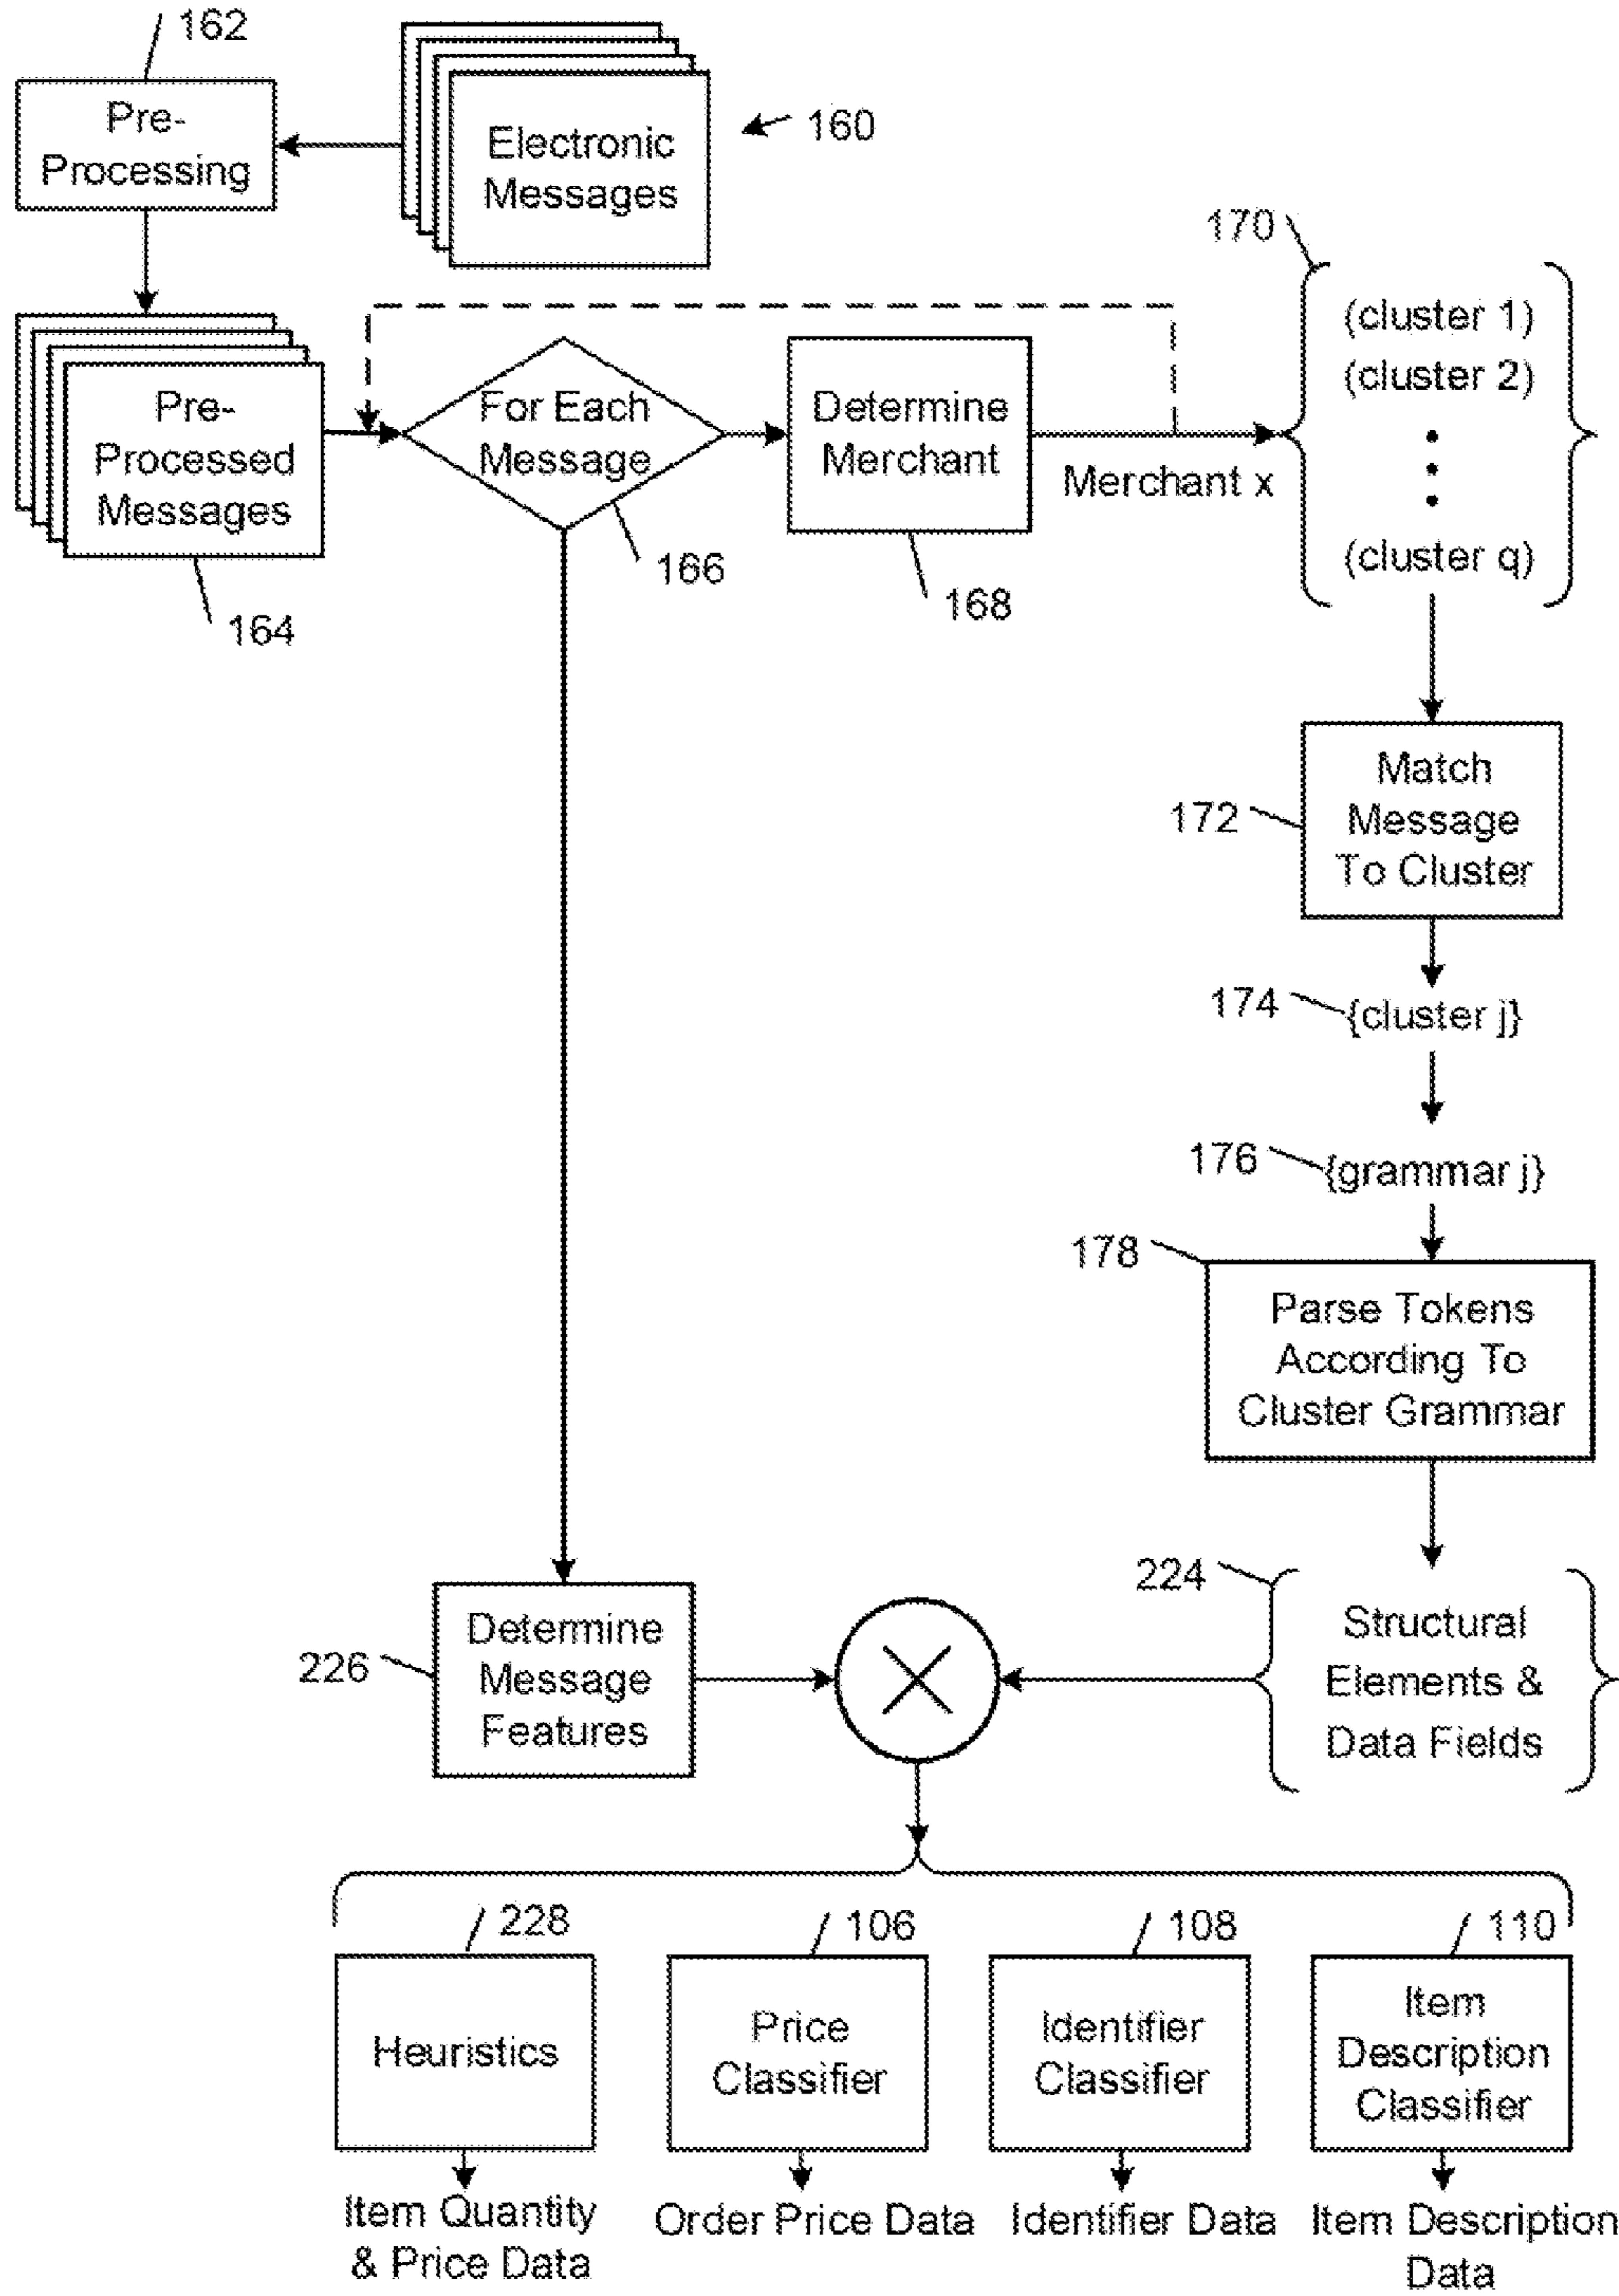 162
Pre-
Processing
Electronic
Messages
160
170
(cluster 1)
(cluster 2)
(cluster q)
Pre-
Processed
Messages
164
For Each
Message
166
Determine
Merchant
168
Merchant x
Match
Message
To Cluster
172
174
{cluster j}
176
{grammar j}
178
Parse Tokens
According To
Cluster Grammar
224
Structural
Elements &
Data Fields
226
Determine
Message
Features
228
Heuristics
106
Price
Classifier
108
Identifier
Classifier
110
Item
Description
Classifier
Item Quantity
& Price Data
Order Price Data
Identifier Data
Item Description
Data